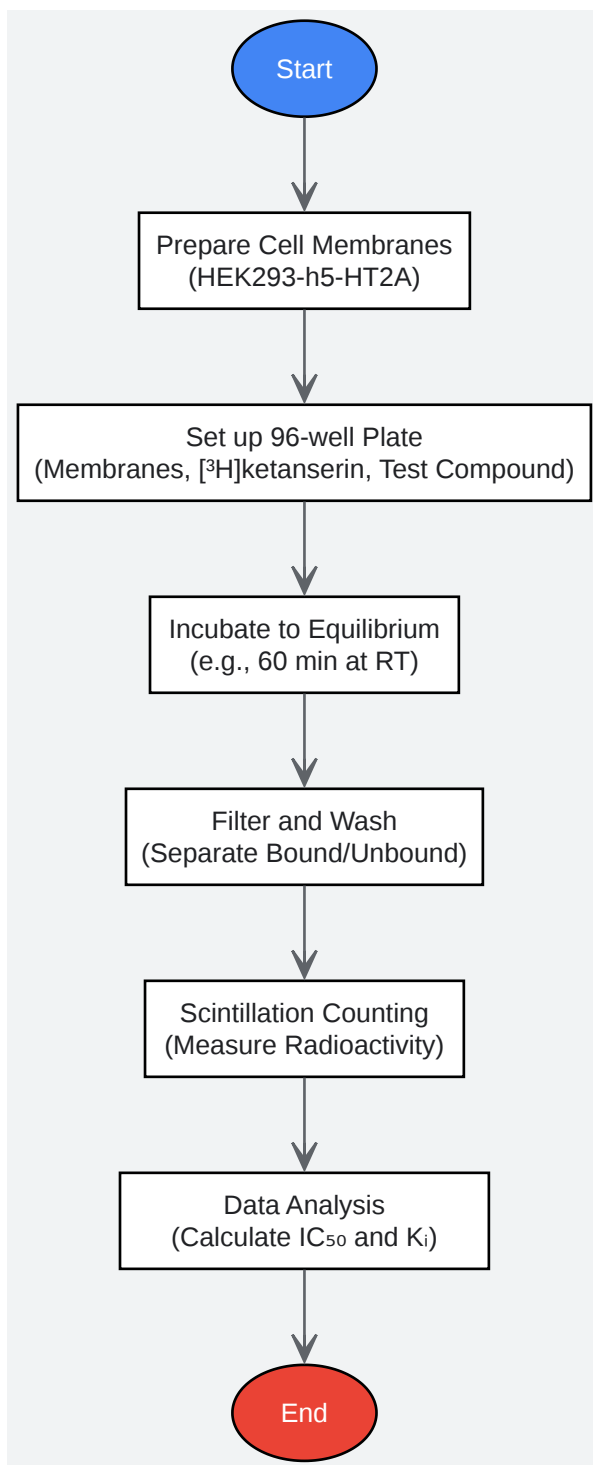 Start
Prepare Cell Membranes
(HEK293-h5-HT2A)
Set up 96-well Plate
(Membranes, [³H]ketanserin, Test Compound)
Incubate to Equilibrium
(e.g., 60 min at RT)
Filter and Wash
(Separate Bound/Unbound)
Scintillation Counting
(Measure Radioactivity)
Data Analysis
(Calculate IC₅₀ and Kᵢ)
End